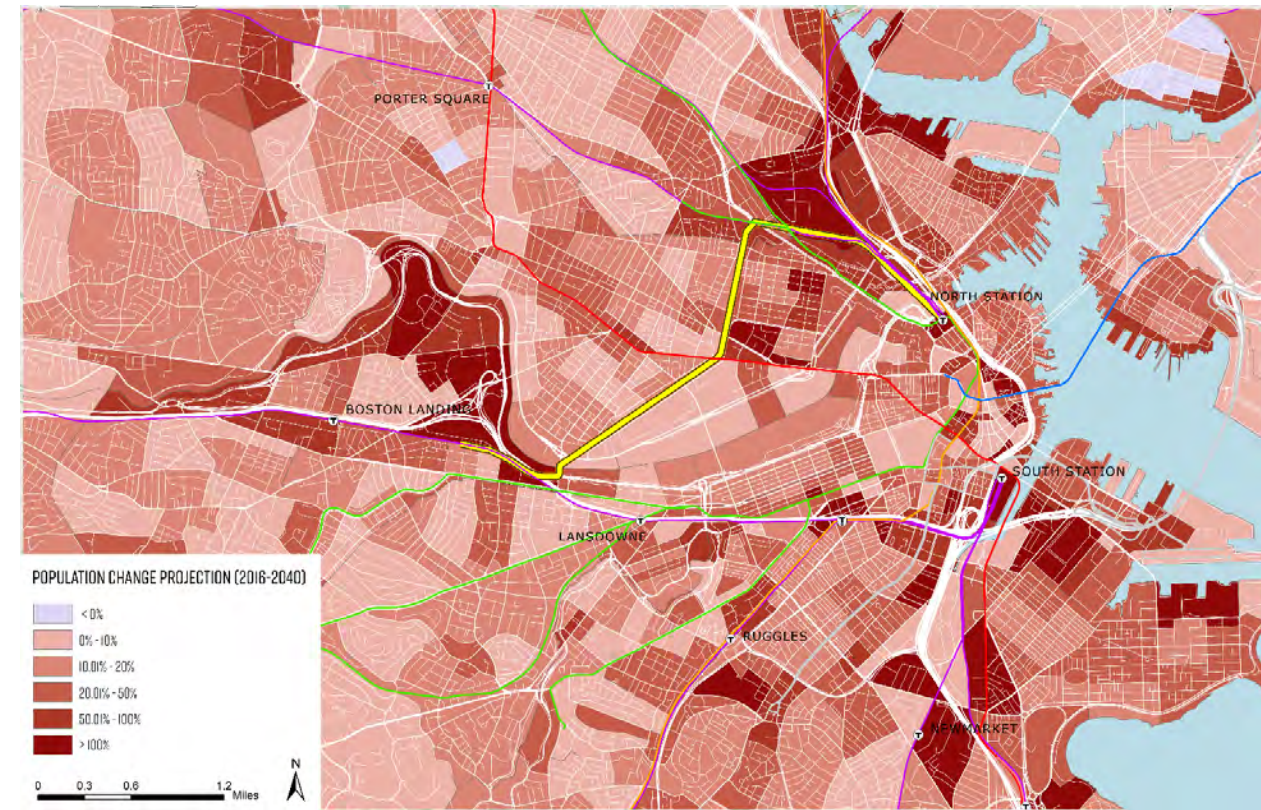 PORTER SQUARE
NORTH STATION
BOSTON LANDING
SOUTH STATION
LANSDOWNE
RUGGLES
NEWMARKET
POPULATION CHANGE PROJECTION (2016-2040)
< 0%
0% - 10%
10.01% - 20%
20.01% - 50%
50.01% - 100%
> 100%
N
0 0.3 0.6 1.2
Miles
T
T
T
T
T
T
T
T
T
T